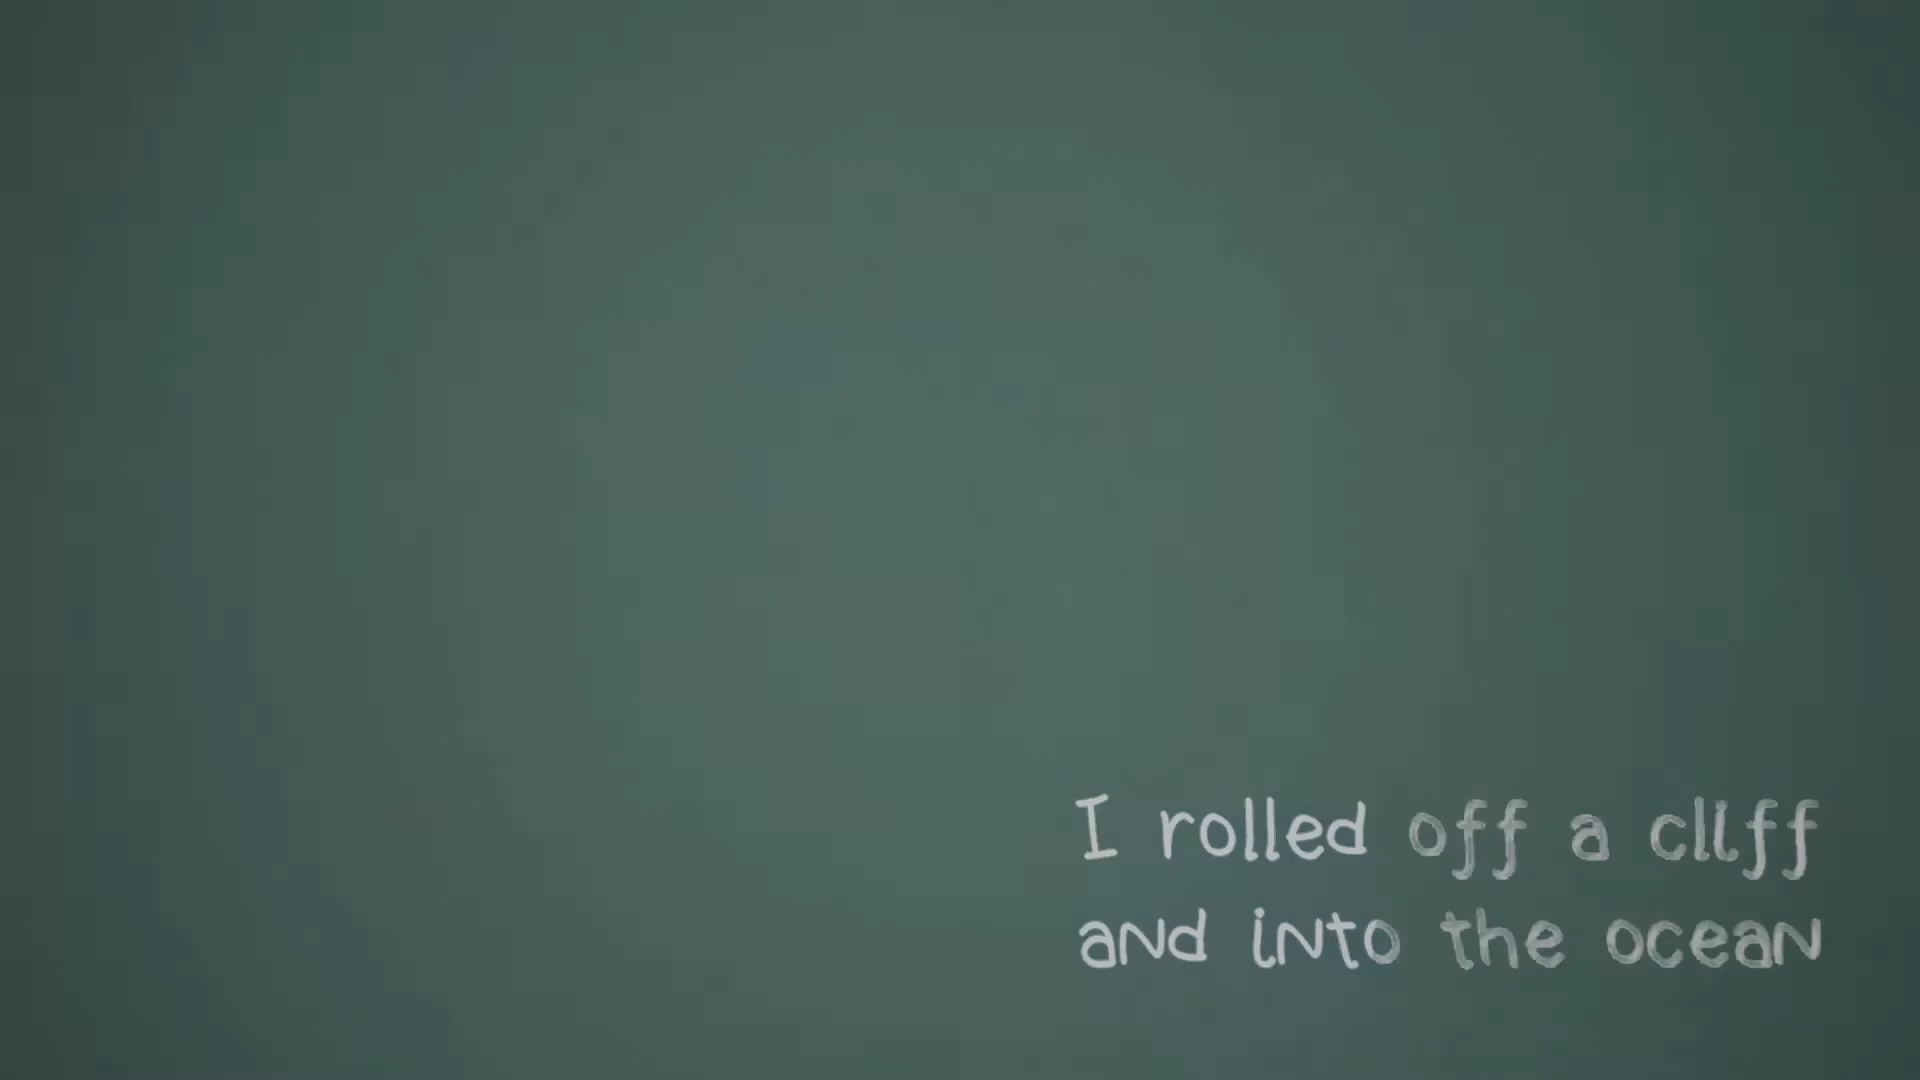 I rolled off a cliff
and into the ocean